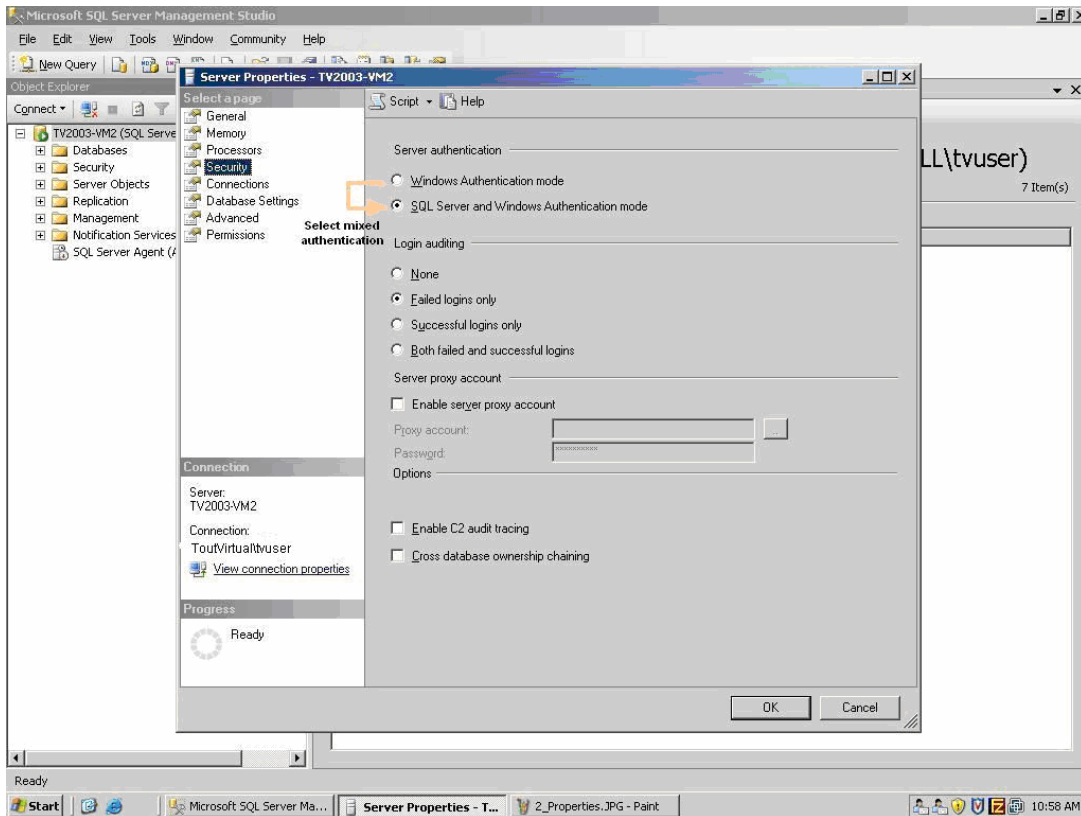 Microsoft SQL Server Management Studio
File Edit View Tools Window Community Help
New Query
Object Explorer
Connect
TV2003-VM2 (SQL Serve
Databases
Security
Server Objects
Replication
Management
Notification Services
SQL Server Agent (A
LL\tvuser)
7 Item(s)
Server Properties - TV2003-VM2
Select a page
General
Memory
Processors
Security
Connections
Database Settings
Advanced
Permissions
Script Help
Server authentication
Windows Authentication mode
SQL Server and Windows Authentication mode
Select mixed
authentication
Login auditing
None
Failed logins only
Successful logins only
Both failed and successful logins
Server proxy account
Enable server proxy account
Proxy account:
...
Password:
**********
Options
Enable C2 audit tracing
Cross database ownership chaining
Connection
Server:
TV2003-VM2
Connection:
ToutVirtual\tvuser
View connection properties
Progress
Ready
OK Cancel
Ready
Start Microsoft SQL Server Ma... Server Properties - T... 2_Properties.JPG - Paint 10:58 AM